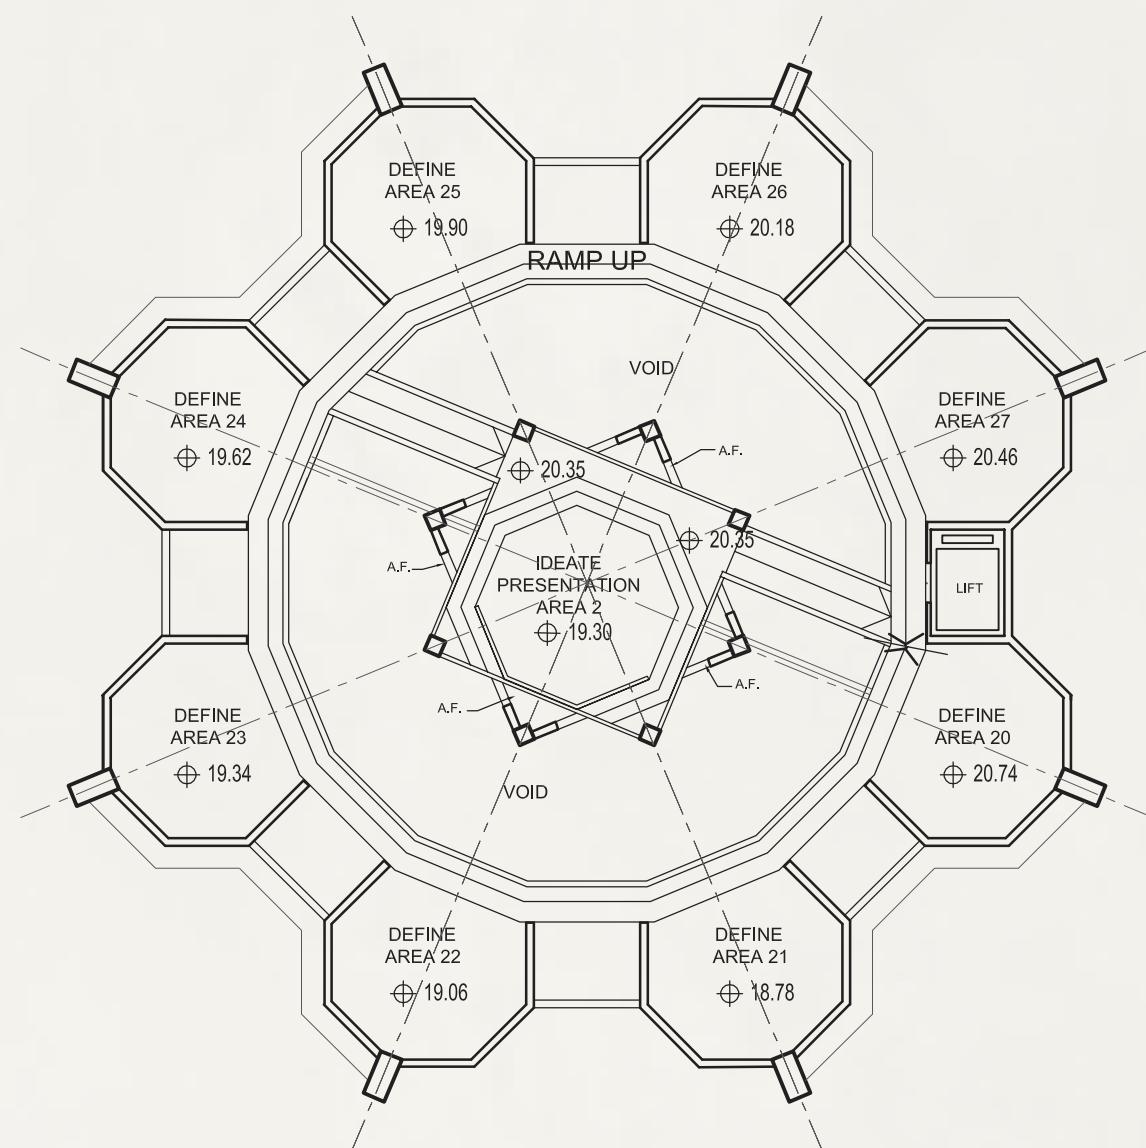 DEFINE
AREA 25
19.90
DEFINE
AREA 26
20.18
RAMP UP
VOID
DEFINE
AREA 24
19.62
DEFINE
AREA 27
20.46
A.F.
20.35
20.35
A.F.
IDEATE
PRESENTATION
AREA 2
19.30
LIFT
A.F.
A.F.
DEFINE
AREA 23
19.34
DEFINE
AREA 20
20.74
VOID
DEFINE
AREA 22
19.06
DEFINE
AREA 21
18.78